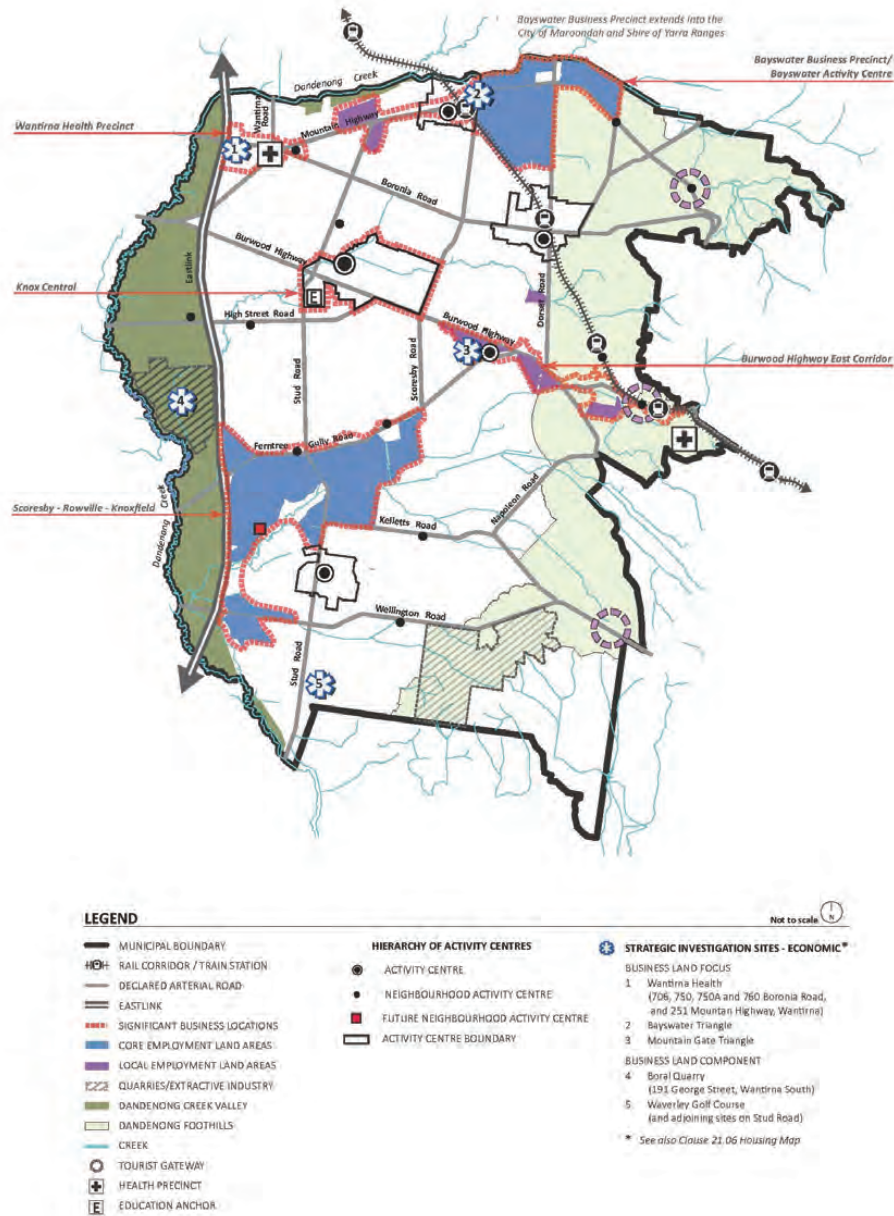 Bayswater Business Precinct extends into the
City of Maroondah and Shire of Yarra Ranges
Bayswater Business Precinct/
Bayswater Activity Centre
Dandenong Creek
Wantirna Health Precinct
Wantirna
Road
Mountain Highway
2
1
Boronia Road
Burwood
Highway
Eastlink
Knox Central
E
High Street Road
Dorset Road
Burwood Highway
3
Burwood Highway East Corridor
Stud Road
Scoresby Road
4
Ferntree Gully Road
Napoleon Road
Scoresby - Rowville - Knoxfield
Dandenong Creek
Kelletts Road
Wellington Road
Stud Road
5
LEGEND
Not to scale
N
MUNICIPAL BOUNDARY
RAIL CORRIDOR / TRAIN STATION
DECLARED ARTERIAL ROAD
EASTLINK
SIGNIFICANT BUSINESS LOCATIONS
CORE EMPLOYMENT LAND AREAS
LOCAL EMPLOYMENT LAND AREAS
QUARRIES/EXTRACTIVE INDUSTRY
DANDENONG CREEK VALLEY
DANDENONG FOOTHILLS
CREEK
TOURIST GATEWAY
HEALTH PRECINCT
E EDUCATION ANCHOR
HIERARCHY OF ACTIVITY CENTRES
ACTIVITY CENTRE
NEIGHBOURHOOD ACTIVITY CENTRE
FUTURE NEIGHBOURHOOD ACTIVITY CENTRE
ACTIVITY CENTRE BOUNDARY
STRATEGIC INVESTIGATION SITES - ECONOMIC*
BUSINESS LAND FOCUS
1 Wantirna Health
(706, 750, 750A and 760 Boronia Road,
and 251 Mountan Highway, Wantirna)
2 Bayswater Triangle
3 Mountain Gate Triangle
BUSINESS LAND COMPONENT
4 Boral Quarry
(191 George Street, Wantirna South)
5 Waverley Golf Course
(and adjoining sites on Stud Road)
* See also Clause 21.06 Housing Map